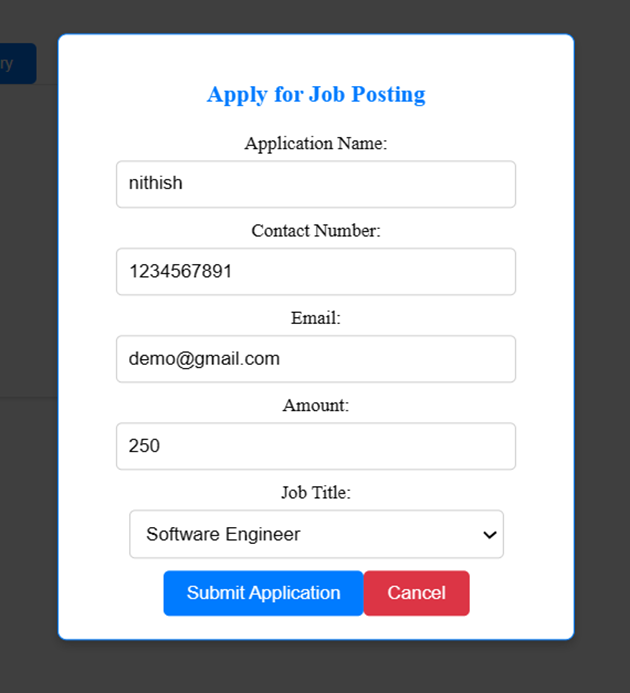 ry
Apply for Job Posting
Application Name:
nithish
Contact Number:
1234567891
Email:
demo@gmail.com
Amount:
250
Job Title:
Software Engineer
Submit Application Cancel